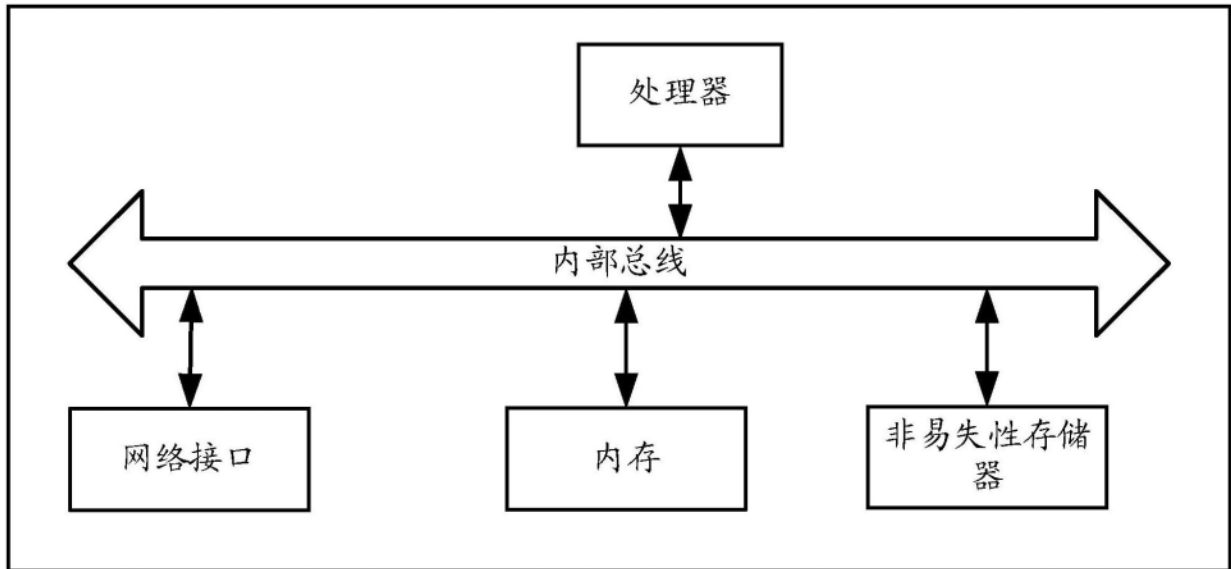 处理器
内部总线
网络接口
内存
非易失性存储
器